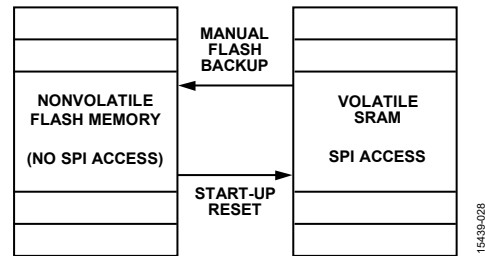 MANUAL
FLASH
BACKUP
NONVOLATILE
FLASH MEMORY
(NO SPI ACCESS)
VOLATILE
SRAM
SPI ACCESS
START-UP
RESET
15439-028